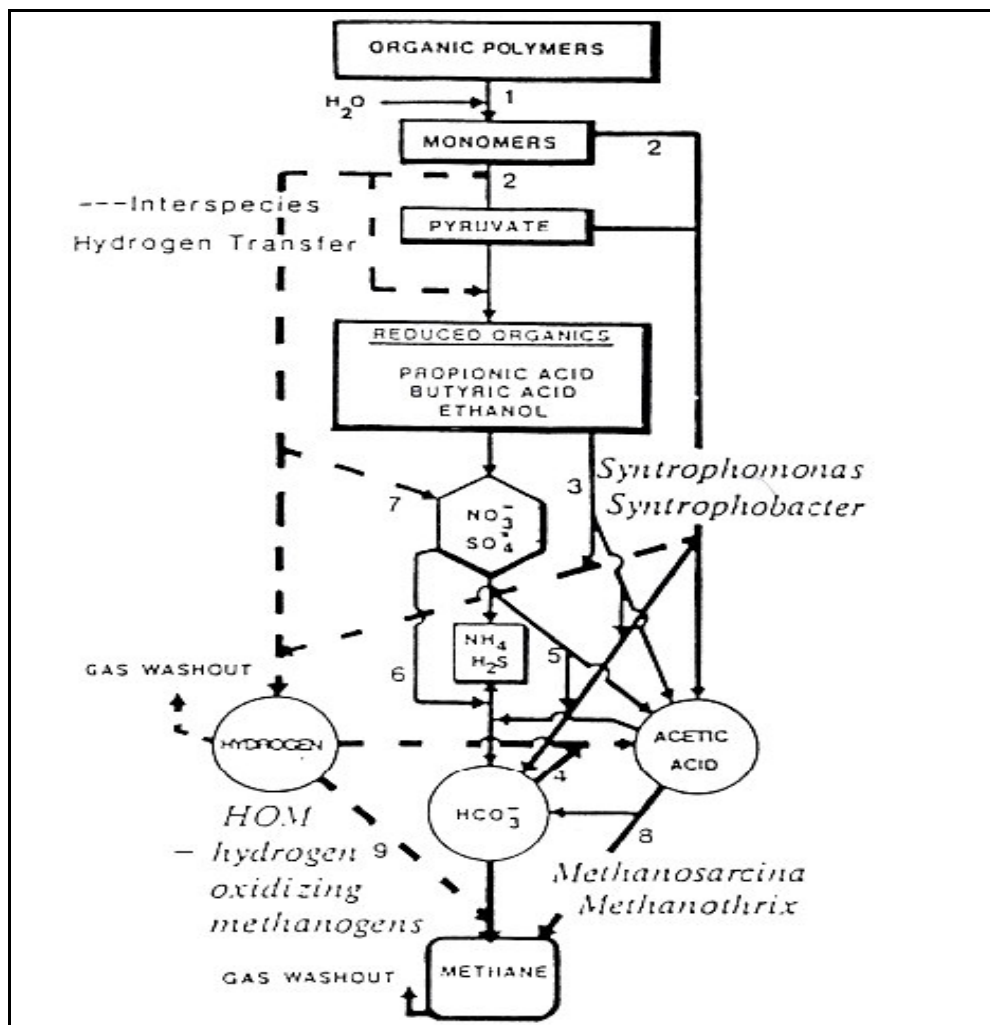 ORGANIC POLYMERS
H₂O
1
MONOMERS
2
2
---Interspecies
Hydrogen Transfer
PYRUVATE
REDUCED ORGANICS
PROPIONIC ACID
BUTYRIC ACID
ETHANOL
Syntrophomonas
Syntrophobacter
3
7
NO₃⁻
SO₄⁼
NH₄
H₂S
5
6
GAS WASHOUT
HYDROGEN
ACETIC
ACID
4
HCO₃⁻
8
HOM
– hydrogen
oxidizing
methanogens
9
Methanosarcina
Methanothrix
METHANE
GAS WASHOUT